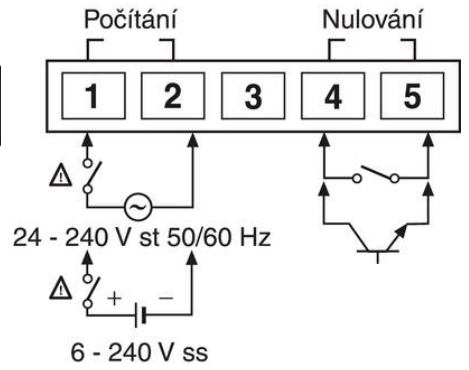 Počítání Nulování
1 2 3 4 5
24 - 240 V st 50/60 Hz
+ −
6 - 240 V ss